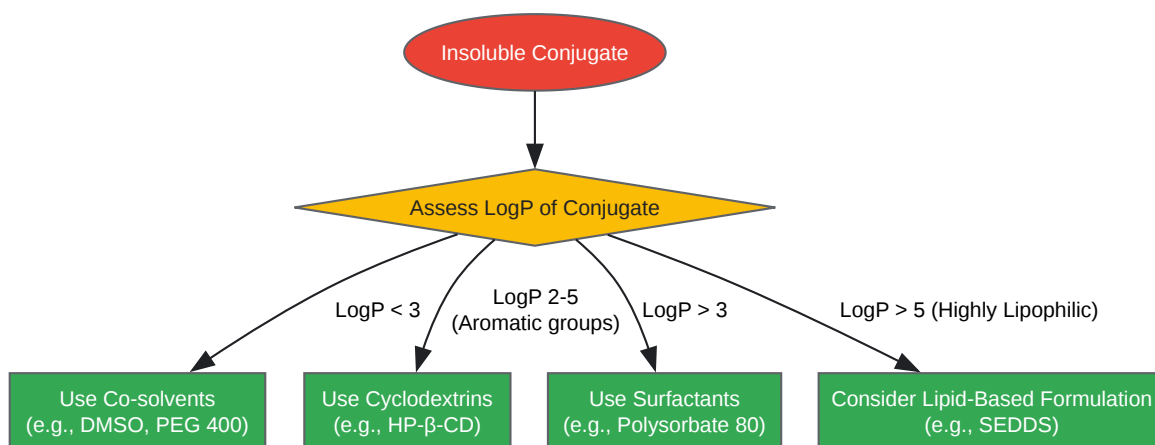 Insoluble Conjugate
Assess LogP of Conjugate
LogP < 3
LogP 2-5
(Aromatic groups)
LogP > 3
LogP > 5 (Highly Lipophilic)
Use Co-solvents
(e.g., DMSO, PEG 400)
Use Cyclodextrins
(e.g., HP-β-CD)
Use Surfactants
(e.g., Polysorbate 80)
Consider Lipid-Based Formulation
(e.g., SEDDS)